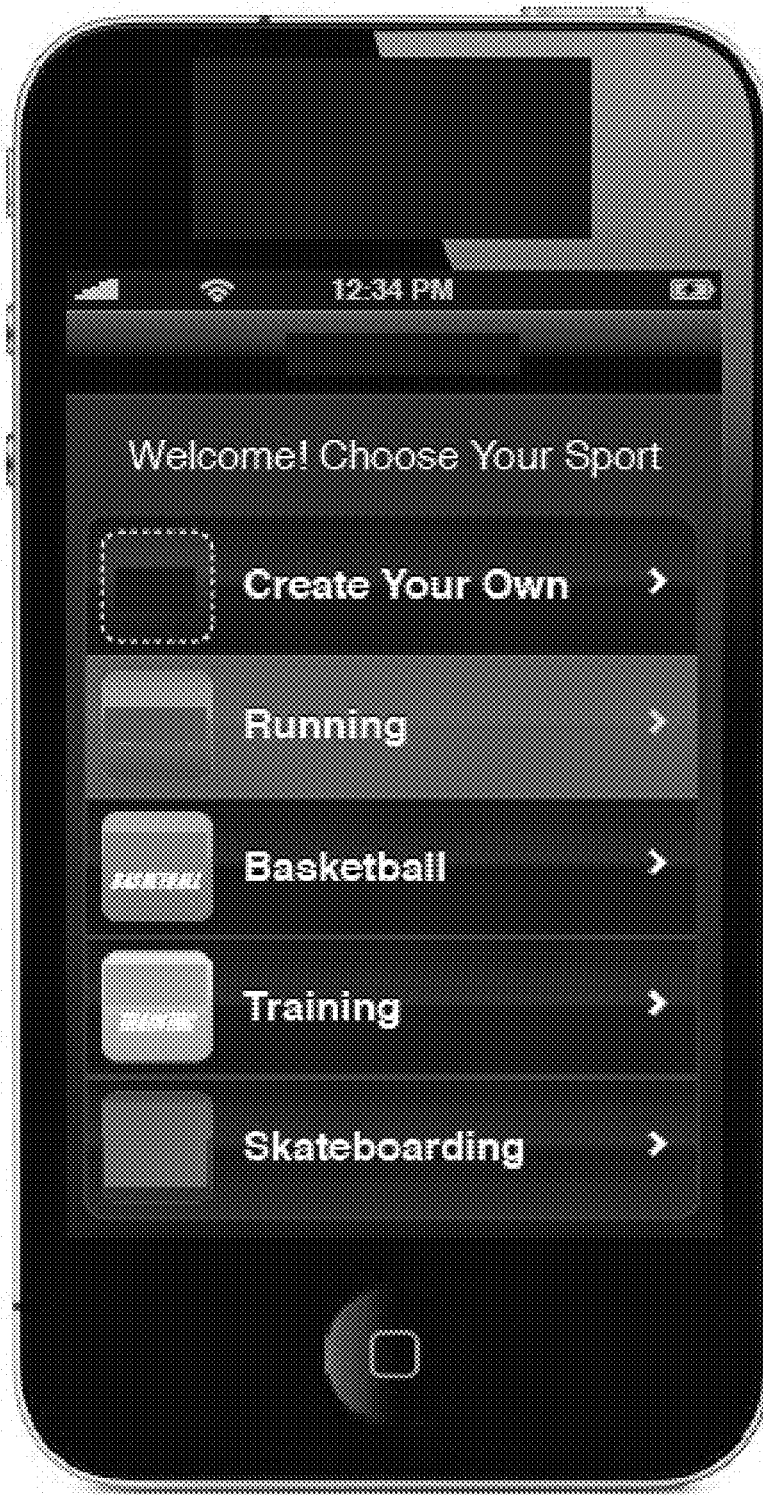 12:34 PM
Welcome! Choose Your Sport
Create Your Own
Running
Basketball
Training
Skateboarding